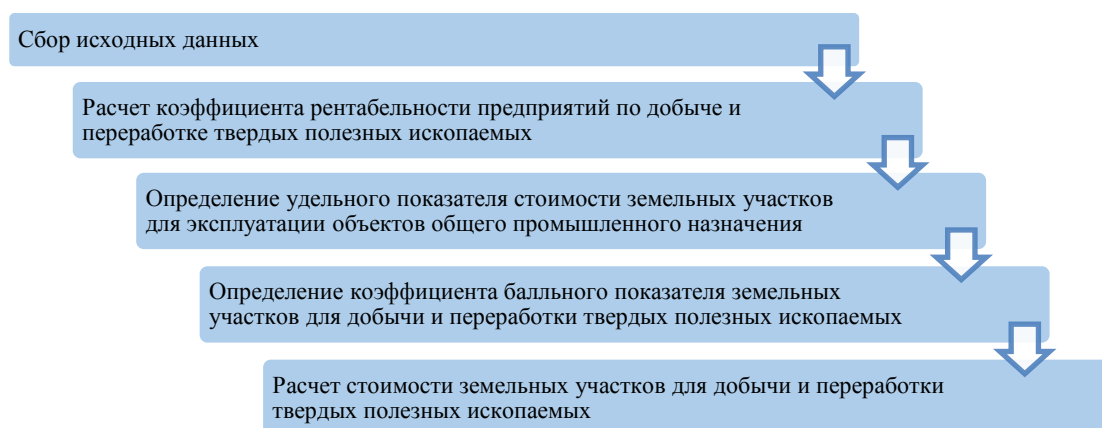 Сбор исходных данных
Расчет коэффициента рентабельности предприятий по добыче и
переработке твердых полезных ископаемых
Определение удельного показателя стоимости земельных участков
для эксплуатации объектов общего промышленного назначения
Определение коэффициента балльного показателя земельных
участков для добычи и переработки твердых полезных ископаемых
Расчет стоимости земельных участков для добычи и переработки
твердых полезных ископаемых